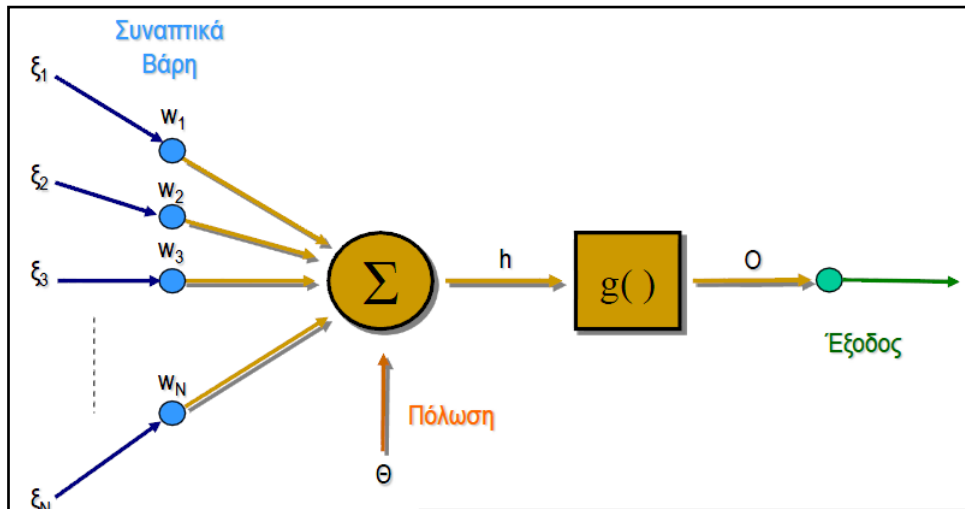 Συναπτικά
Βάρη
ξ1
w1
ξ2
w2
ξ3
w3
Σ
h
g( )
O
Έξοδος
wN
Πόλωση
Θ
ξN